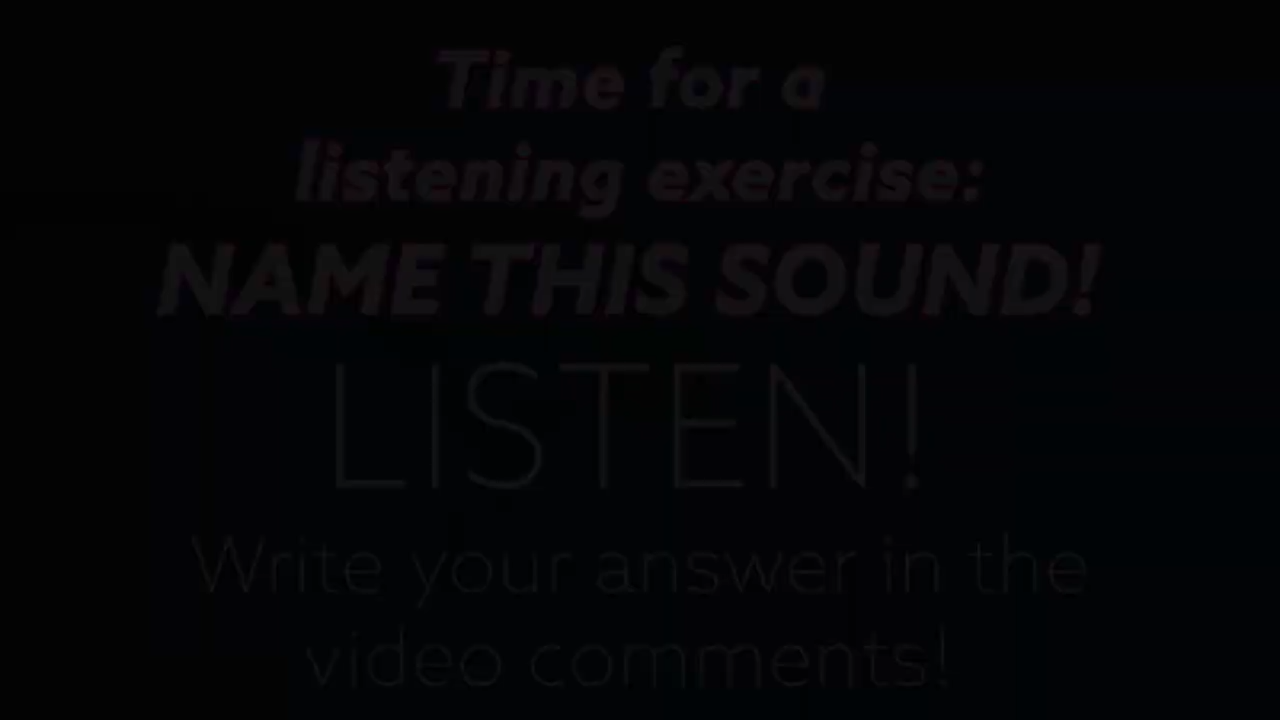 Time for a
listening exercise:
NAME THIS SOUND!
LISTEN!
Write your answer in the
video comments!